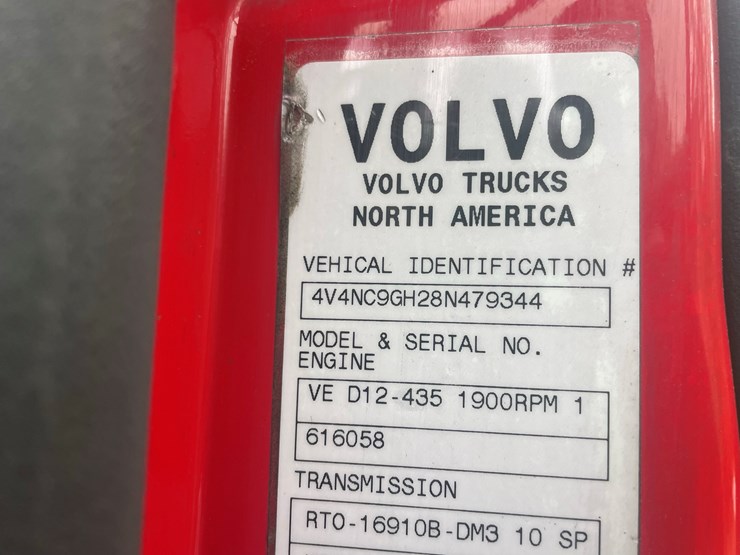 VOLVO
VOLVO TRUCKS
NORTH AMERICA
VEHICAL IDENTIFICATION #
4V4NC9GH28N479344
MODEL & SERIAL NO.
ENGINE
VE D12-435 1900RPM 1
616058
TRANSMISSION
RTO-16910B-DM3 10 SP